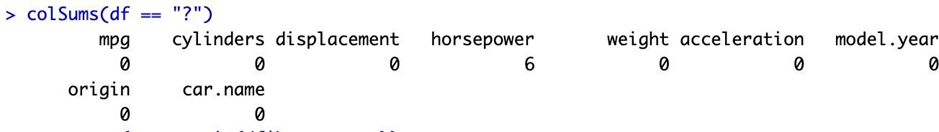 > colSums(df == "?")
mpg cylinders displacement horsepower weight acceleration model.year
0 0 0 6 0 0 0
origin car.name
0 0